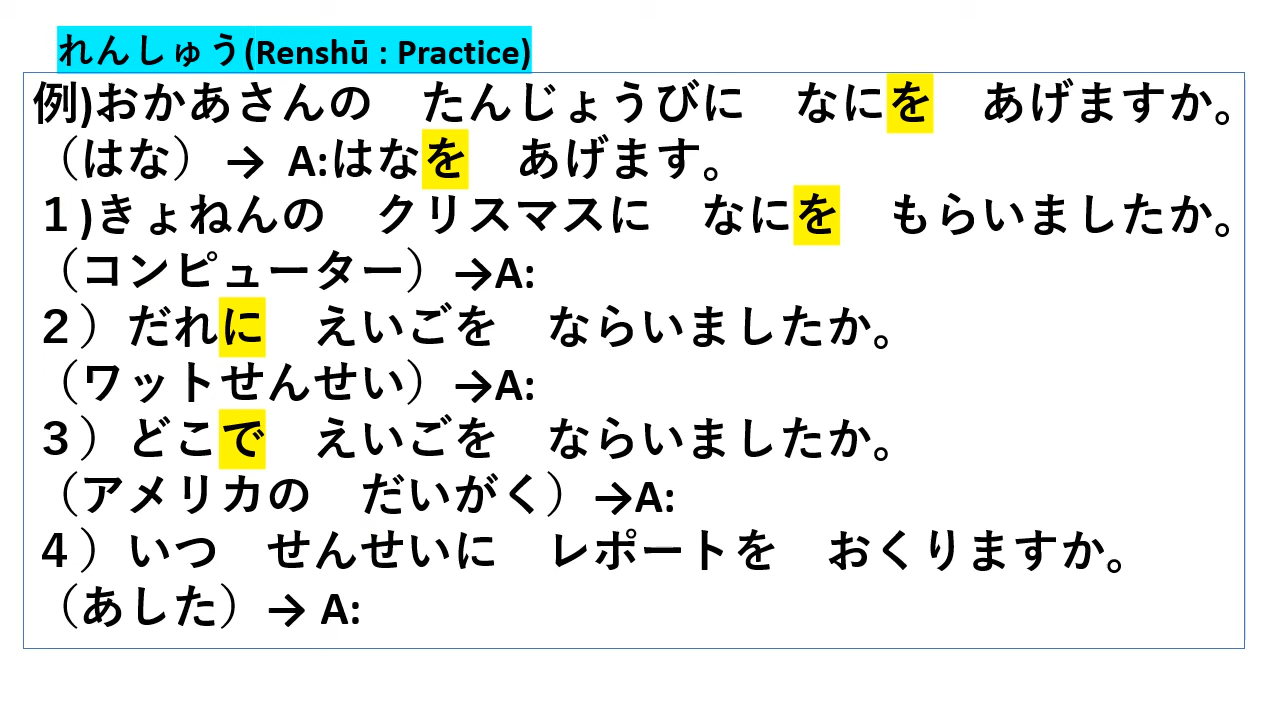 れんしゅう(Renshū : Practice)
例)おかあさんの　たんじょうびに　なにを　あげますか。
（はな）→ A:はなを　あげます。
１)きょねんの　クリスマスに　なにを　もらいましたか。
（コンピューター）→A:
２）だれに　えいごを　ならいましたか。
（ワットせんせい）→A:
３）どこで　えいごを　ならいましたか。
（アメリカの　だいがく）→A:
４）いつ　せんせいに　レポートを　おくりますか。
（あした）→ A: